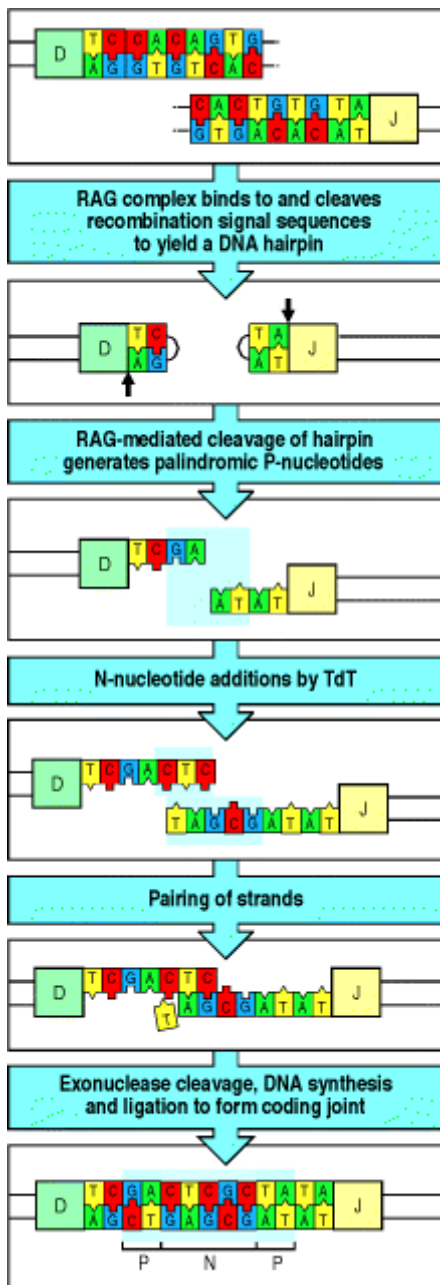 T C C A C A G T G
D
A G G T G T C A C
C A C T G T G T A
J
G T G A C A C A T
RAG complex binds to and cleaves
recombination signal sequences
to yield a DNA hairpin
T C T A
D J
A G A T
RAG-mediated cleavage of hairpin
generates palindromic P-nucleotides
D T C G A
A T A T J
N-nucleotide additions by TdT
D T C G A C T C
T A G C G A T A T J
Pairing of strands
D T C G A C T C J
T A G C G A T A T
Exonuclease cleavage, DNA synthesis
and ligation to form coding joint
T C G A C T C G C T A T A
D J
A G C T G A G C G A T A T
P N P